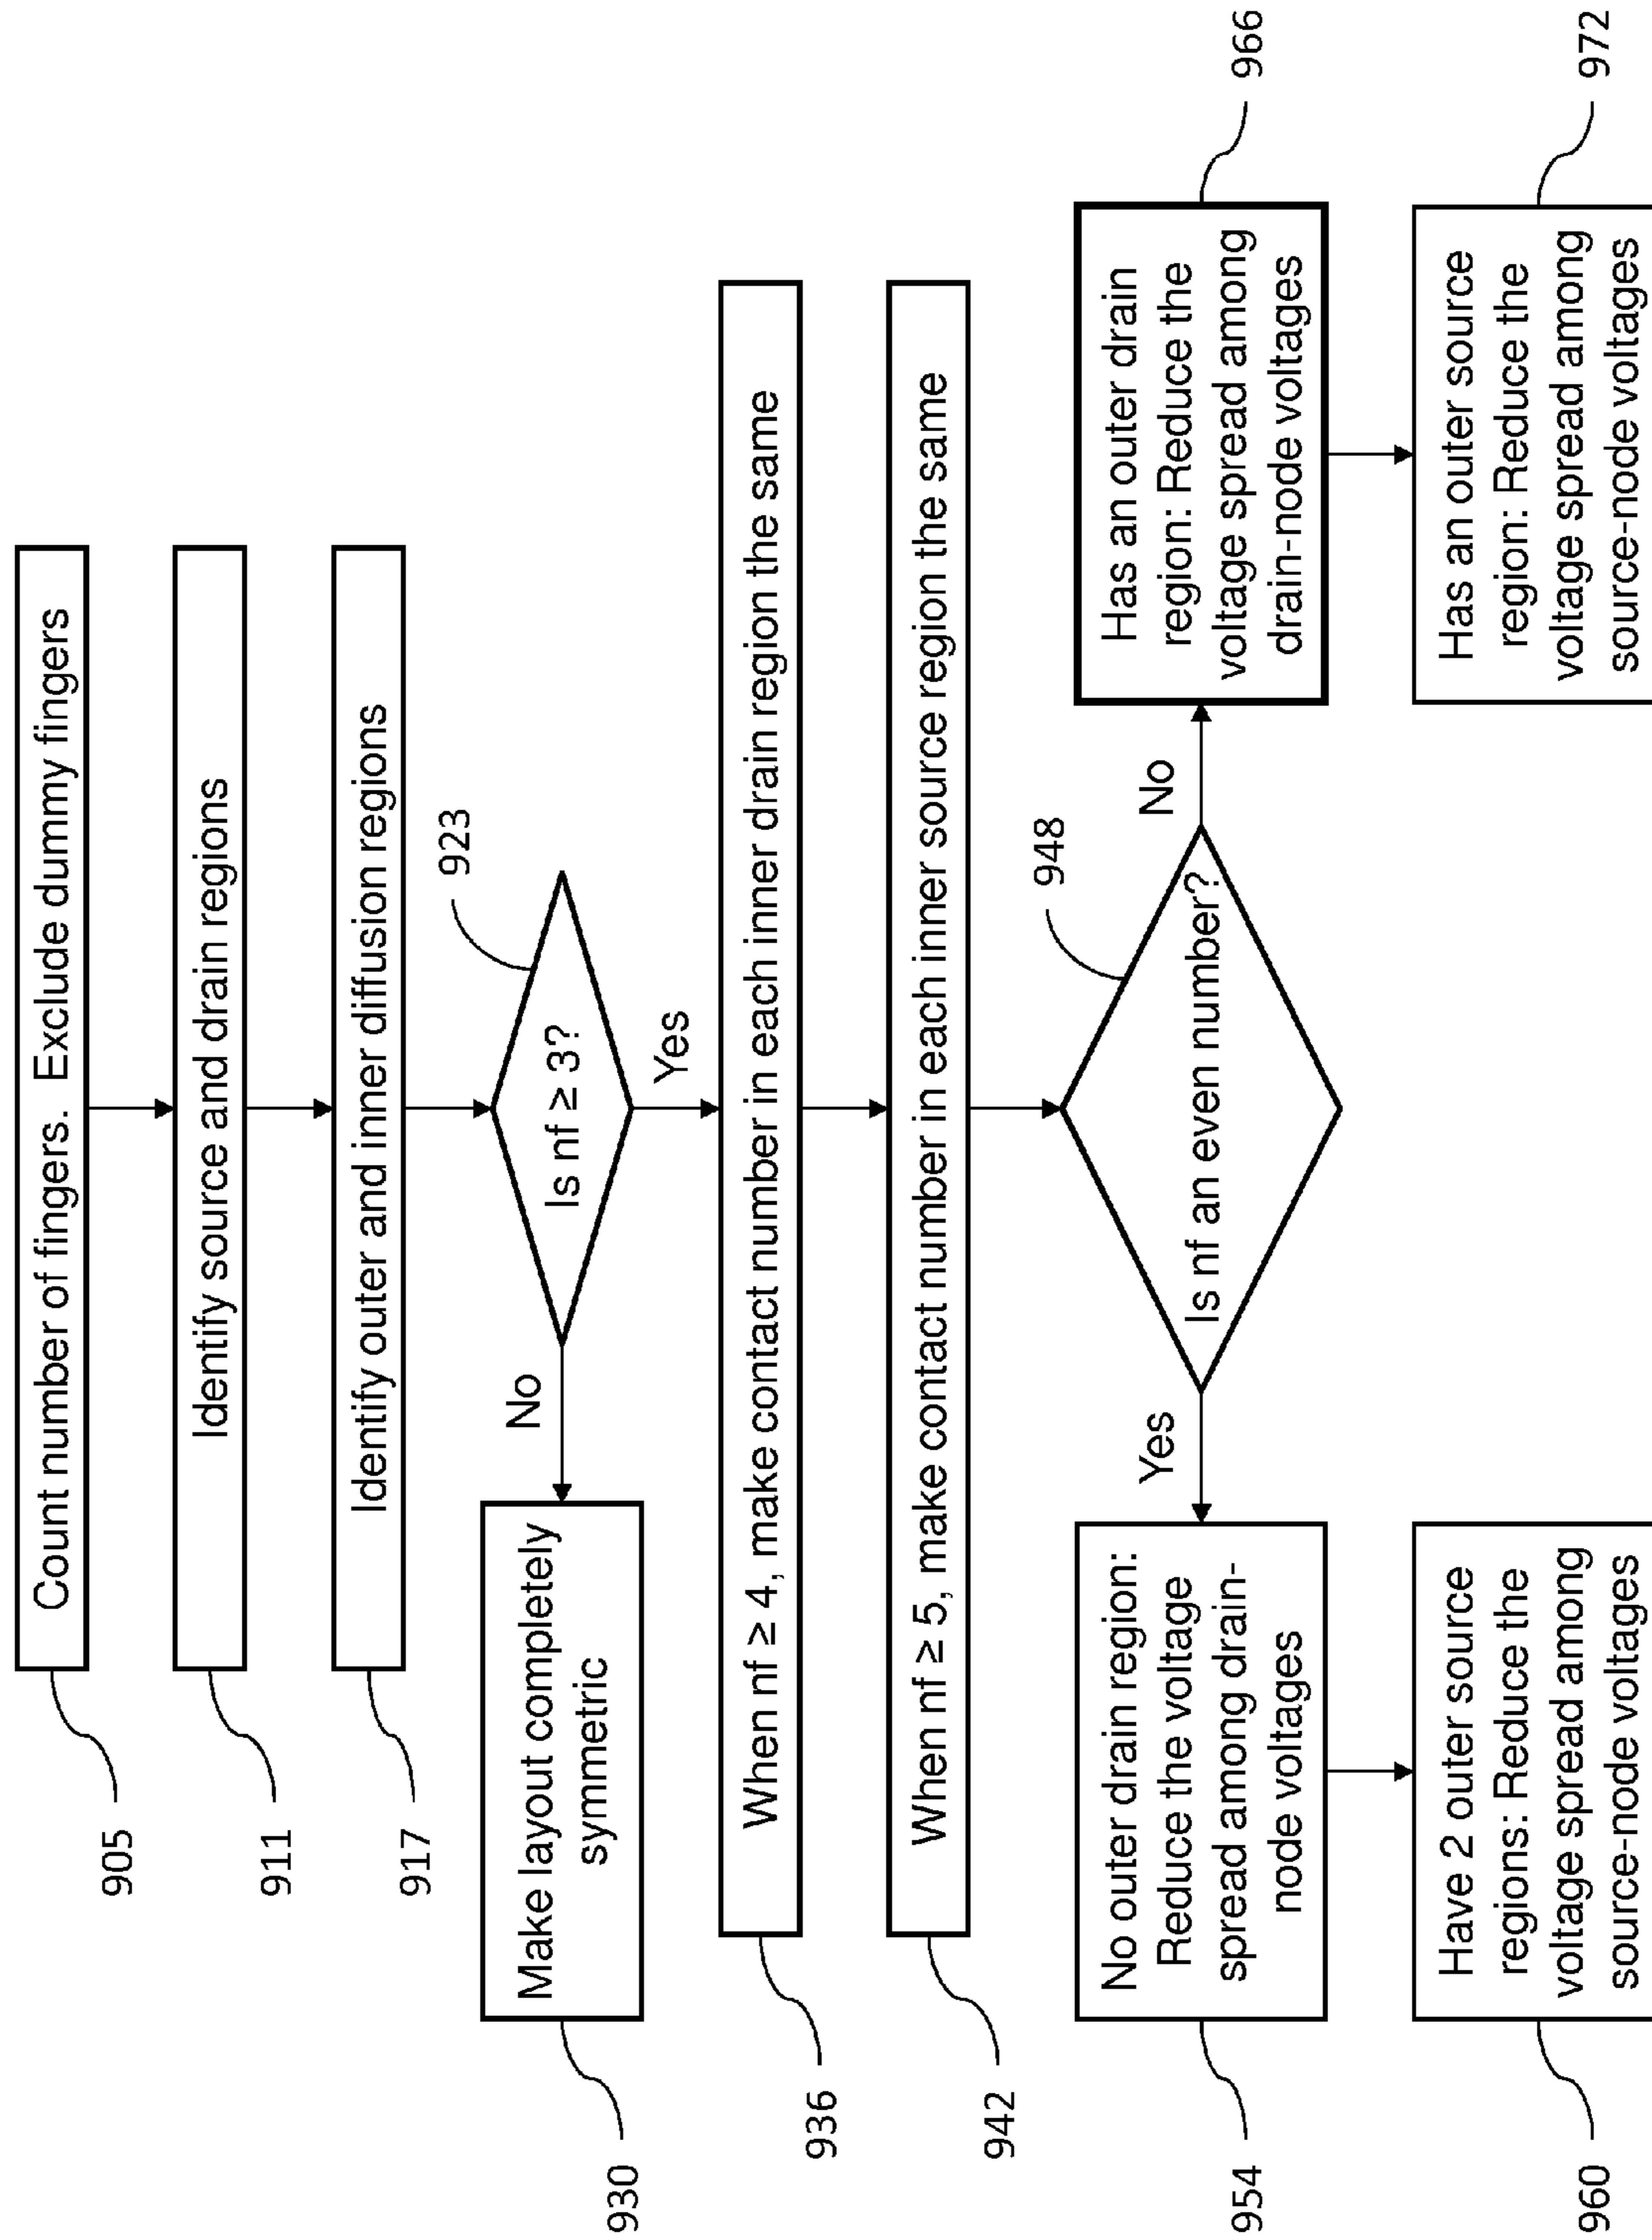 Count number of fingers.  Exclude dummy fingers
905
Identify source and drain regions
911
Identify outer and inner diffusion regions
917
Is nf ≥ 3?
923
No
Yes
Make layout completely
symmetric
930
When nf ≥ 4, make contact number in each inner drain region the same
936
When nf ≥ 5, make contact number in each inner source region the same
942
Is nf an even number?
948
Yes
No
No outer drain region:
Reduce the voltage
spread among drain-
node voltages
954
Has an outer drain
region: Reduce the
voltage spread among
drain-node voltages
966
Have 2 outer source
regions: Reduce the
voltage spread among
source-node voltages
960
Has an outer source
region: Reduce the
voltage spread among
source-node voltages
972